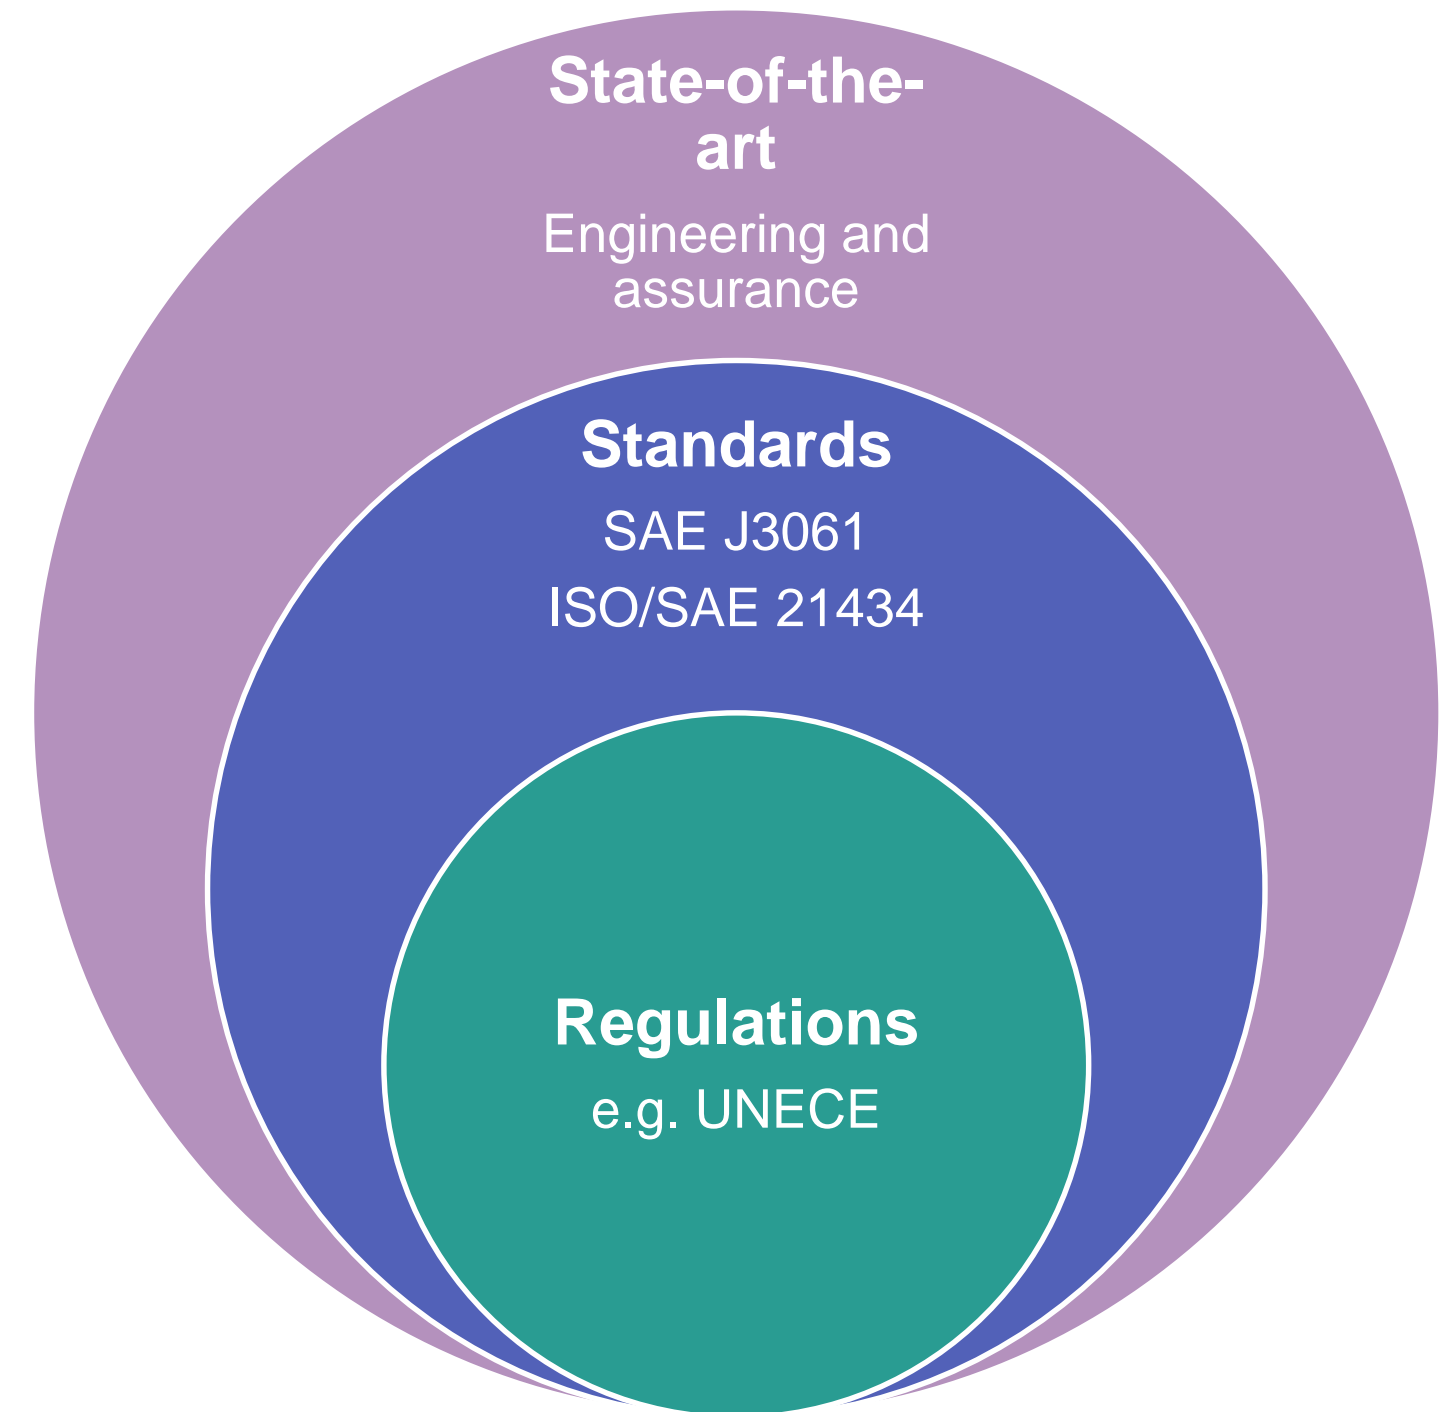 State-of-the-
art
Engineering and
assurance
Standards
SAE J3061
ISO/SAE 21434
Regulations
e.g. UNECE